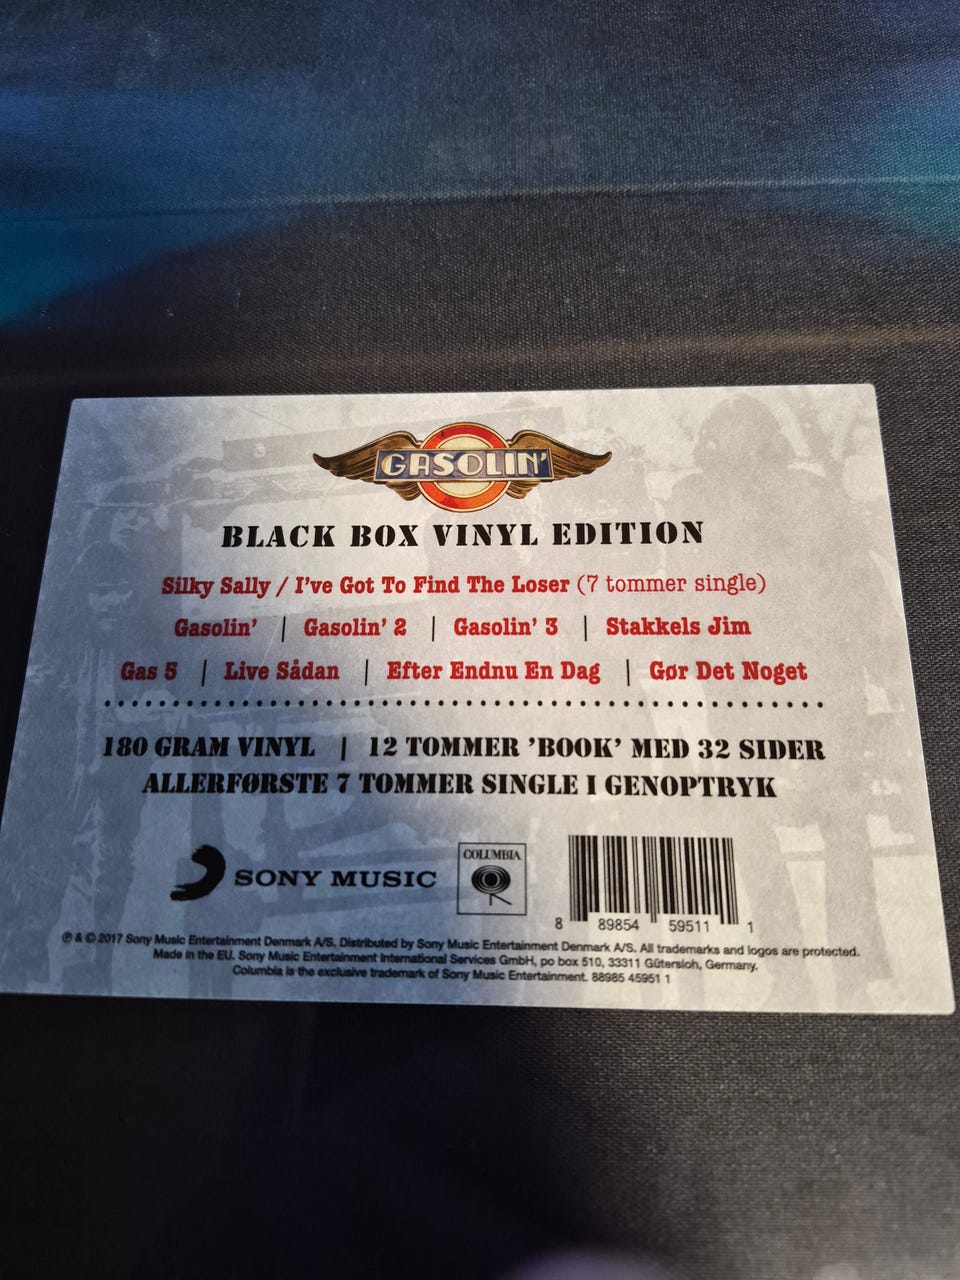 GASOLIN'
BLACK BOX VINYL EDITION
Silky Sally / I've Got To Find The Loser (7 tommer single)
Gasolin' | Gasolin' 2 | Gasolin' 3 | Stakkels Jim
Gas 5 | Live Sådan | Efter Endnu En Dag | Gør Det Noget
180 GRAM VINYL | 12 TOMMER 'BOOK' MED 32 SIDER
ALLERFØRSTE 7 TOMMER SINGLE I GENOPTRYK
SONY MUSIC
COLUMBIA
8 89854 59511 1
℗ & © 2017 Sony Music Entertainment Denmark A/S. Distributed by Sony Music Entertainment Denmark A/S. All trademarks and logos are protected.
Made in the EU. Sony Music Entertainment International Services GmbH, po box 510, 33311 Gütersloh, Germany.
Columbia is the exclusive trademark of Sony Music Entertainment. 88985 45951 1